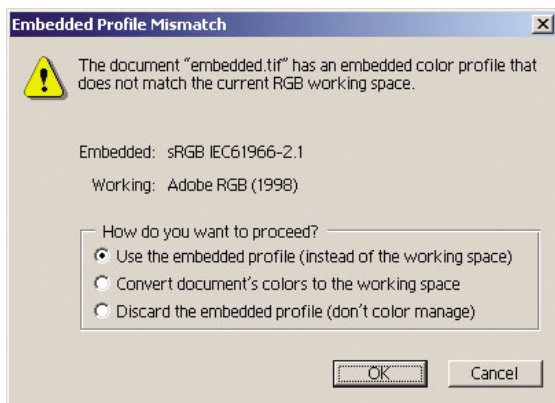 Embedded Profile Mismatch
The document “embedded.tif” has an embedded color profile that
does not match the current RGB working space.
Embedded: sRGB IEC61966-2.1
Working: Adobe RGB (1998)
How do you want to proceed?
Use the embedded profile (instead of the working space)
Convert document's colors to the working space
Discard the embedded profile (don't color manage)
OK Cancel